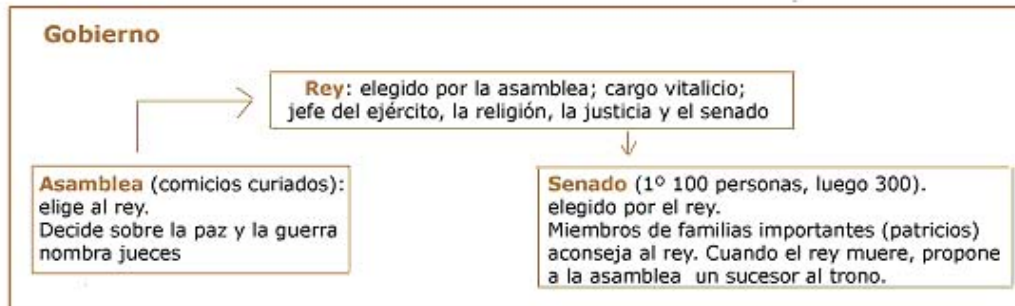 Gobierno
Rey: elegido por la asamblea; cargo vitalicio;
jefe del ejército, la religión, la justicia y el senado
Asamblea (comicios curiados):
elige al rey.
Decide sobre la paz y la guerra
nombra jueces
Senado (1º 100 personas, luego 300).
elegido por el rey.
Miembros de familias importantes (patricios)
aconseja al rey. Cuando el rey muere, propone
a la asamblea un sucesor al trono.